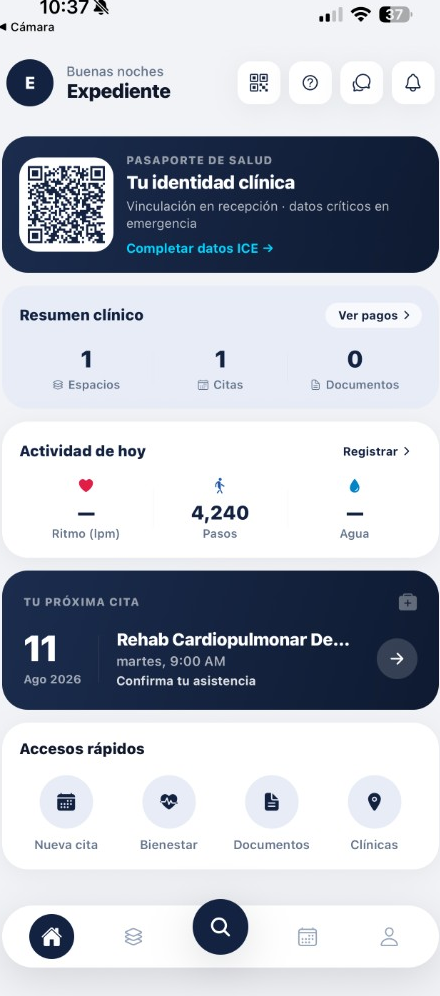 10:37
37
Cámara
E
Buenas noches
Expediente
PASAPORTE DE SALUD
Tu identidad clínica
Vinculación en recepción · datos críticos en
emergencia
Completar datos ICE →
Resumen clínico
Ver pagos >
1
1
0
Espacios
Citas
Documentos
Actividad de hoy
Registrar >
—
4,240
—
Ritmo (lpm)
Pasos
Agua
TU PRÓXIMA CITA
11
Ago 2026
Rehab Cardiopulmonar De...
martes, 9:00 AM
Confirma tu asistencia
Accesos rápidos
Nueva cita
Bienestar
Documentos
Clínicas